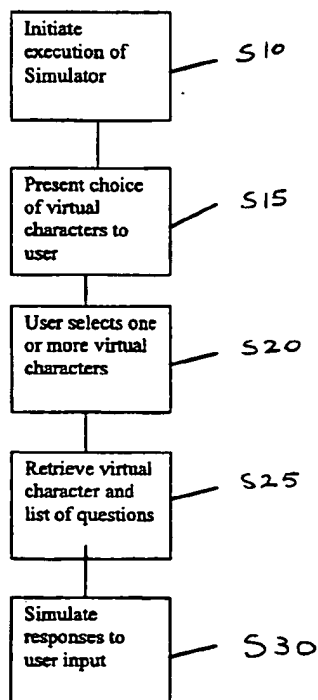 Initiate
execution of
Simulator
S10
Present choice
of virtual
characters to
user
S15
User selects one
or more virtual
characters
S20
Retrieve virtual
character and
list of questions
S25
Simulate
responses to
user input
S30